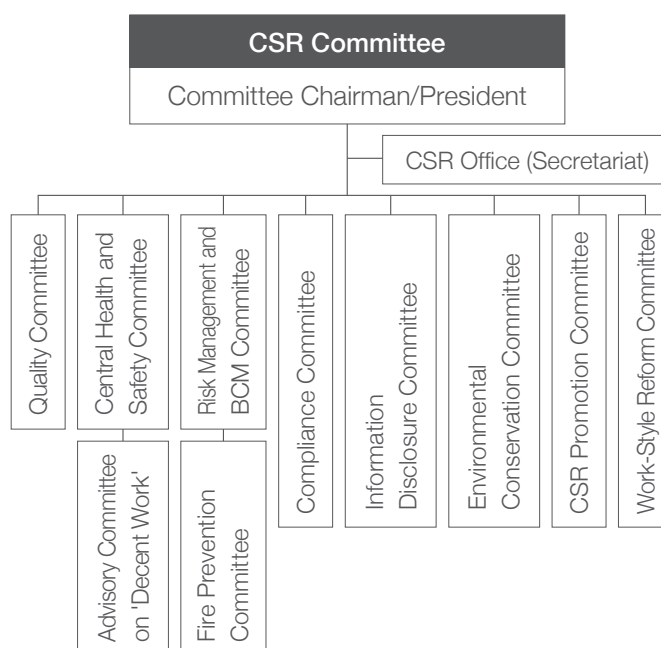 CSR Committee
Committee Chairman/President
CSR Office (Secretariat)
Quality Committee
Central Health and
Safety Committee
Risk Management and
BCM Committee
Compliance Committee
Information
Disclosure Committee
Environmental
Conservation Committee
CSR Promotion Committee
Work-Style Reform Committee
Advisory Committee
on 'Decent Work'
Fire Prevention
Committee